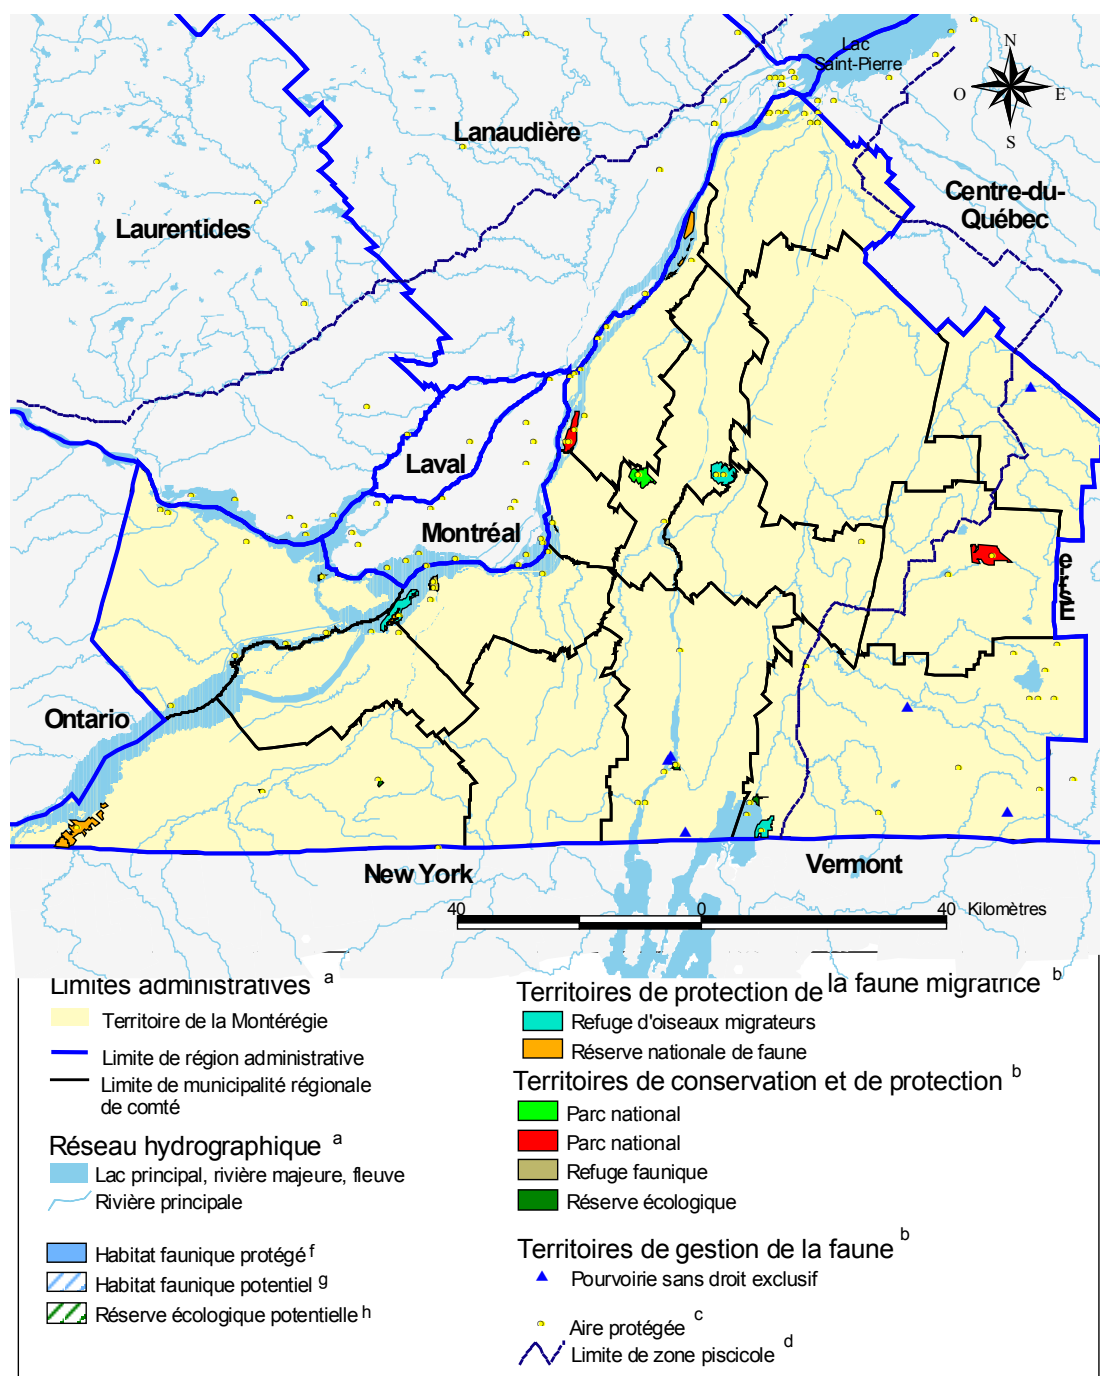 Lac
Saint-Pierre
N
O
E
S
Lanaudière
Centre-du-
Québec
Laurentides
Laval
Montréal
Estrie
Ontario
New York
Vermont
40
0
40
Kilomètres
Limites administratives a
Territoire de la Montérégie
Limite de région administrative
Limite de municipalité régionale
de comté
Réseau hydrographique a
Lac principal, rivière majeure, fleuve
Rivière principale
Habitat faunique protégé f
Habitat faunique potentiel g
Réserve écologique potentielle h
Territoires de protection de la faune migratrice b
Refuge d'oiseaux migrateurs
Réserve nationale de faune
Territoires de conservation et de protection b
Parc national
Parc national
Refuge faunique
Réserve écologique
Territoires de gestion de la faune b
Pourvoirie sans droit exclusif
Aire protégée c
Limite de zone piscicole d